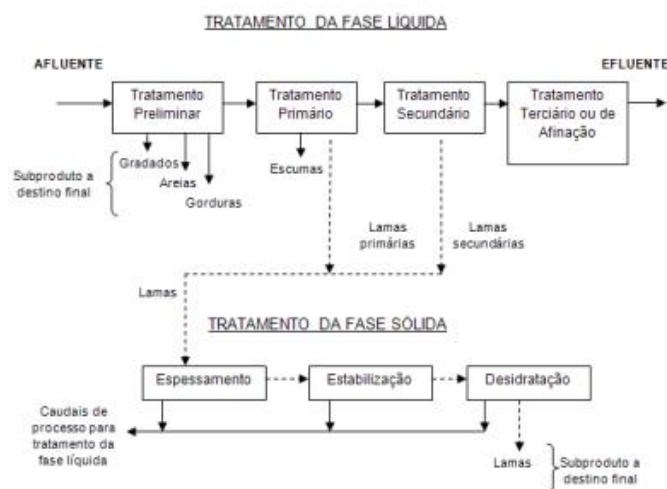 TRATAMENTO DA FASE LÍQUIDA
AFLUENTE
EFLUENTE
Tratamento
Preliminar
Tratamento
Primário
Tratamento
Secundário
Tratamento
Terciário ou de
Afinação
Subproduto a
destino final
Gradados
Areias
Gorduras
Escumas
Lamas
primárias
Lamas
secundárias
Lamas
TRATAMENTO DA FASE SÓLIDA
Espessamento
Estabilização
Desidratação
Caudais de
processo para
tratamento da
fase líquida
Lamas
Subproduto a
destino final